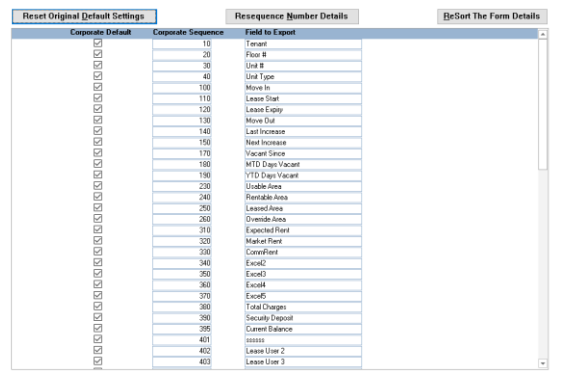 Reset Original Default Settings Resequence Number Details ReSort The Form Details
Corporate Default Corporate Sequence Field to Export
10 Tenant
20 Floor #
30 Unit #
40 Unit Type
100 Move In
110 Lease Start
120 Lease Expiry
130 Move Out
140 Last Increase
150 Next Increase
170 Vacant Since
180 MTD Days Vacant
190 YTD Days Vacant
230 Usable Area
240 Rentable Area
250 Leased Area
260 Override Area
310 Expected Rent
320 Market Rent
330 CommRent
340 Excel2
350 Excel3
360 Excel4
370 Excel5
380 Total Charges
390 Security Deposit
395 Current Balance
401 ssssss
402 Lease User 2
403 Lease User 3